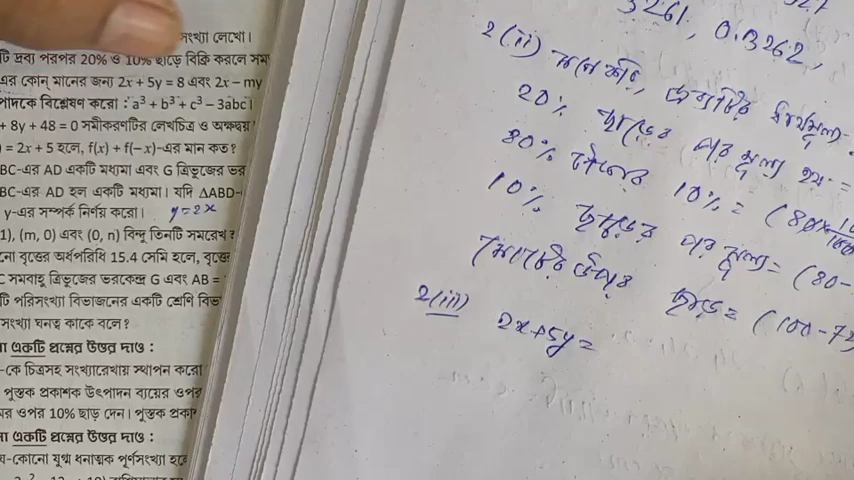 সংখ্যা লেখো।
টি দ্রব্য পরপর 20% ও 10% ছাড়ে বিক্রি করলে সম
এর কোন্ মানের জন্য 2x + 5y = 8 এবং 2x − my
পাদকে বিশ্লেষণ করো : a³ + b³ + c³ − 3abc।
+ 8y + 48 = 0 সমীকরণটির লেখচিত্র ও অক্ষদ্বয়
) = 2x + 5 হলে, f(x) + f(−x)-এর মান কত?
BC-এর AD একটি মধ্যমা এবং G ত্রিভুজের ভর
BC-এর AD হল একটি মধ্যমা। যদি ΔABD-
y-এর সম্পর্ক নির্ণয় করো। y = 2x
1), (m, 0) এবং (0, n) বিন্দু তিনটি সমরেখ
নো বৃত্তের অর্ধপরিধি 15.4 সেমি হলে, বৃত্তে
C সমবাহু ত্রিভুজের ভরকেন্দ্র G এবং AB =
টি পরিসংখ্যা বিভাজনের একটি শ্রেণি বিভ
সংখ্যা ঘনত্ব কাকে বলে?
একটি প্রশ্নের উত্তর দাও :
-কে চিত্রসহ সংখ্যারেখায় স্থাপন করো
পুস্তক প্রকাশক উৎপাদন ব্যয়ের ওপর
ের ওপর 10% ছাড় দেন। পুস্তক প্রকা
একটি প্রশ্নের উত্তর দাও :
য-কোনো যুগ্ম ধনাত্মক পূর্ণসংখ্যা হবে
3261, 0.3262,
2(ii) মনে করি, দ্রব্যটির ধার্যমূল্য
20% ছাড়ের পর মূল্য হয় =
80% টাকার 10% = (80×
10% ছাড়ের পর মূল্য = (80-
মোটের উপর ছাড় = (100-72
2(iii) 2x+5y=